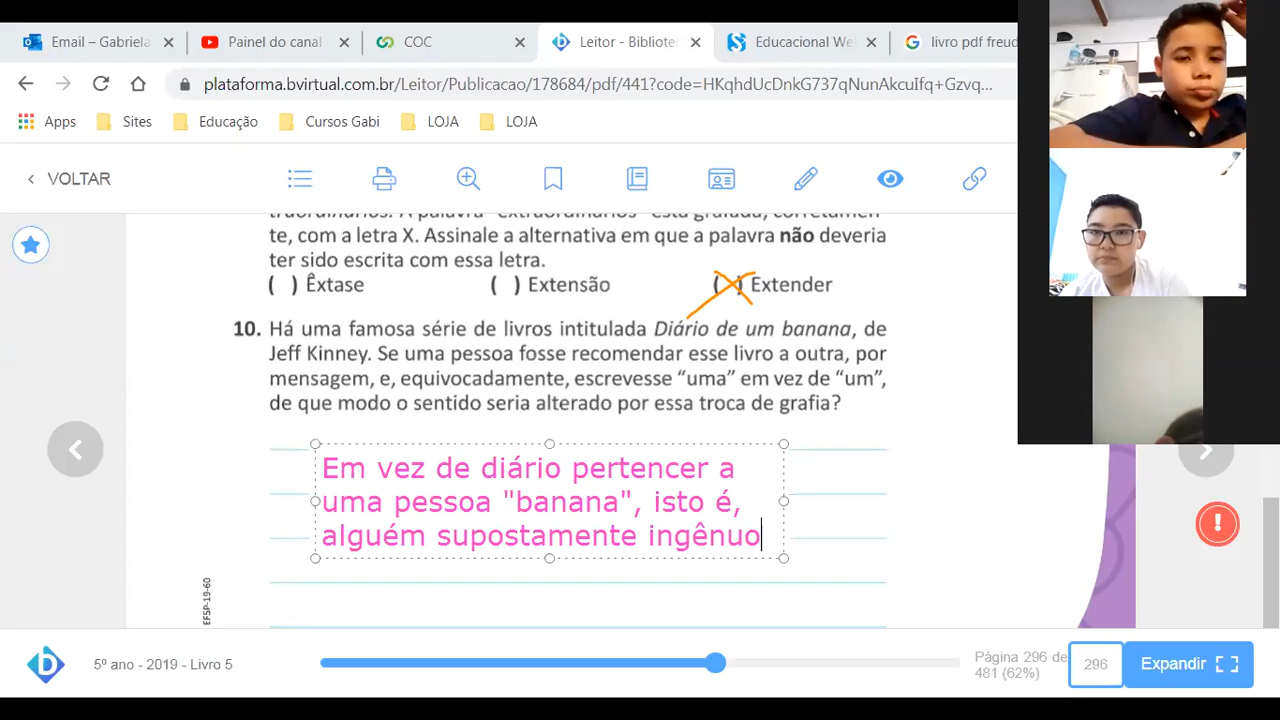 Email – Gabriela
Painel do canal
COC
Leitor - Bibliote
Educacional We
livro pdf freud
plataforma.bvirtual.com.br/Leitor/Publicacao/178684/pdf/441?code=HKqhdUcDnkG737qNunAkcuIfq+Gzvq...
Apps
Sites
Educação
Cursos Gabi
LOJA
LOJA
VOLTAR
traordinários! A palavra "extraordinários" está grafada, corretamen-
te, com a letra X. Assinale a alternativa em que a palavra não deveria
ter sido escrita com essa letra.
( ) Êxtase ( ) Extensão ( ) Extender
10. Há uma famosa série de livros intitulada Diário de um banana, de
Jeff Kinney. Se uma pessoa fosse recomendar esse livro a outra, por
mensagem, e, equivocadamente, escrevesse “uma” em vez de “um”,
de que modo o sentido seria alterado por essa troca de grafia?
Em vez de diário pertencer a
uma pessoa "banana", isto é,
alguém supostamente ingênuo
EF5P-19-60
5º ano - 2019 - Livro 5
Página 296 de
481 (62%)
296
Expandir